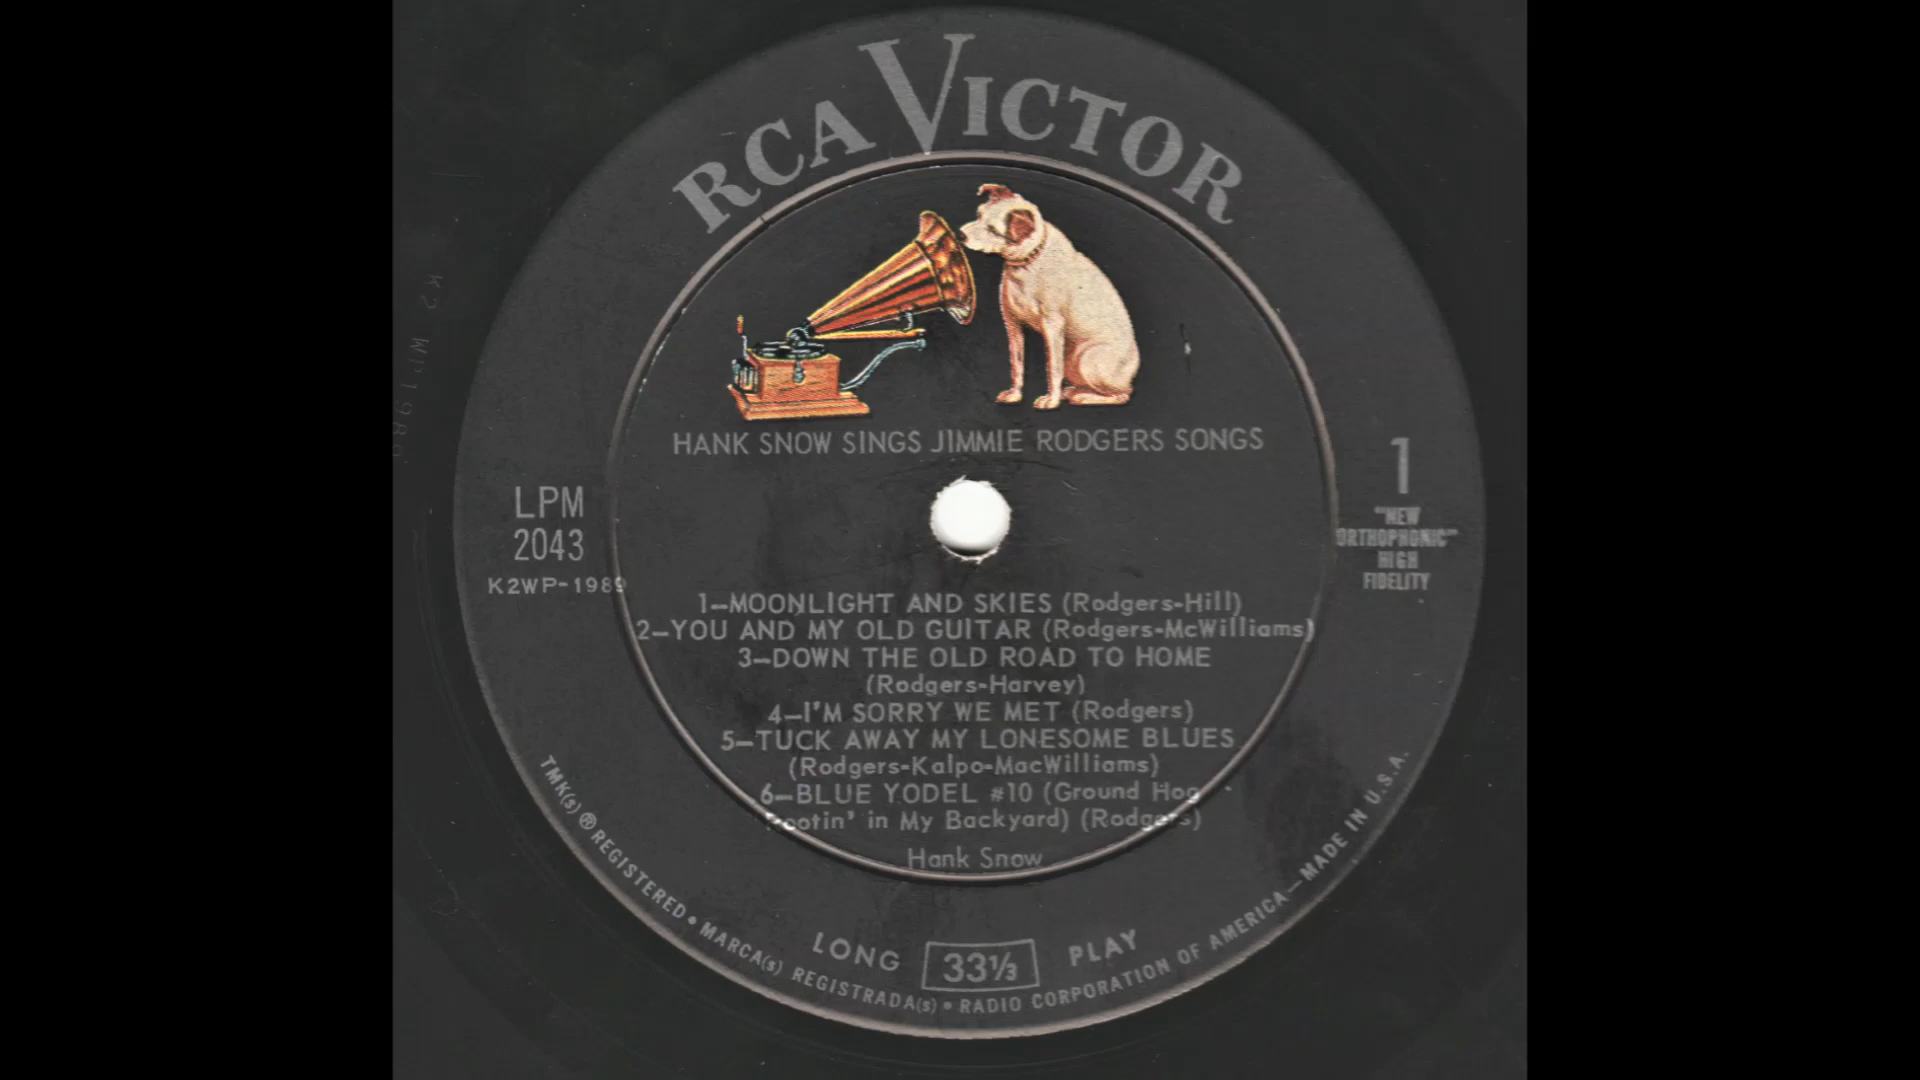 RCA VICTOR
HANK SNOW SINGS JIMMIE RODGERS SONGS
LPM
2043
K2WP-1989
1
"NEW
ORTHOPHONIC"
HIGH
FIDELITY
1—MOONLIGHT AND SKIES (Rodgers-Hill)
2—YOU AND MY OLD GUITAR (Rodgers-McWilliams)
3—DOWN THE OLD ROAD TO HOME
(Rodgers-Harvey)
4—I'M SORRY WE MET (Rodgers)
5—TUCK AWAY MY LONESOME BLUES
(Rodgers-Kalpo-MacWilliams)
6—BLUE YODEL #10 (Ground Hog
Rootin' in My Backyard) (Rodgers)
Hank Snow
LONG 33⅓ PLAY
TMK(s) ® REGISTERED • MARCA(s) REGISTRADA(s) • RADIO CORPORATION OF AMERICA—MADE IN U.S.A.